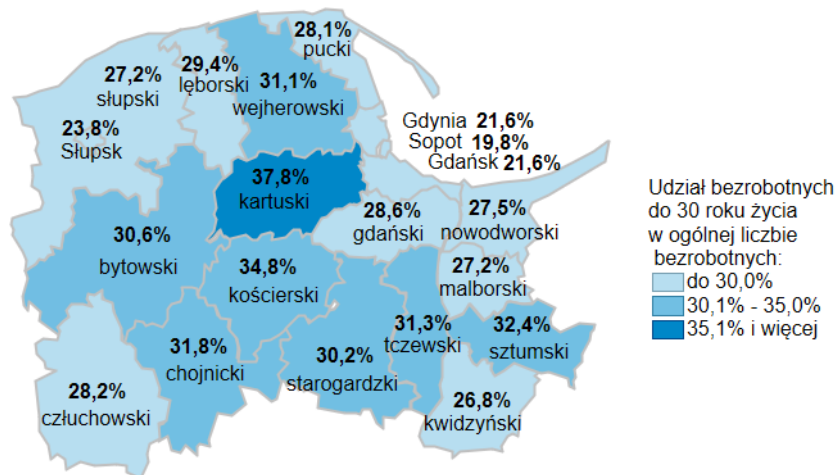 28,1%
pucki
29,4%
lęborski
27,2%
słupski
31,1%
wejherowski
23,8%
Słupsk
Gdynia 21,6%
Sopot 19,8%
Gdańsk 21,6%
37,8%
kartuski
28,6%
gdański
27,5%
nowodworski
30,6%
bytowski
34,8%
kościerski
27,2%
malborski
31,3%
tczewski
32,4%
sztumski
31,8%
chojnicki
30,2%
starogardzki
28,2%
człuchowski
26,8%
kwidzyński
Udział bezrobotnych
do 30 roku życia
w ogólnej liczbie
bezrobotnych:
do 30,0%
30,1% - 35,0%
35,1% i więcej